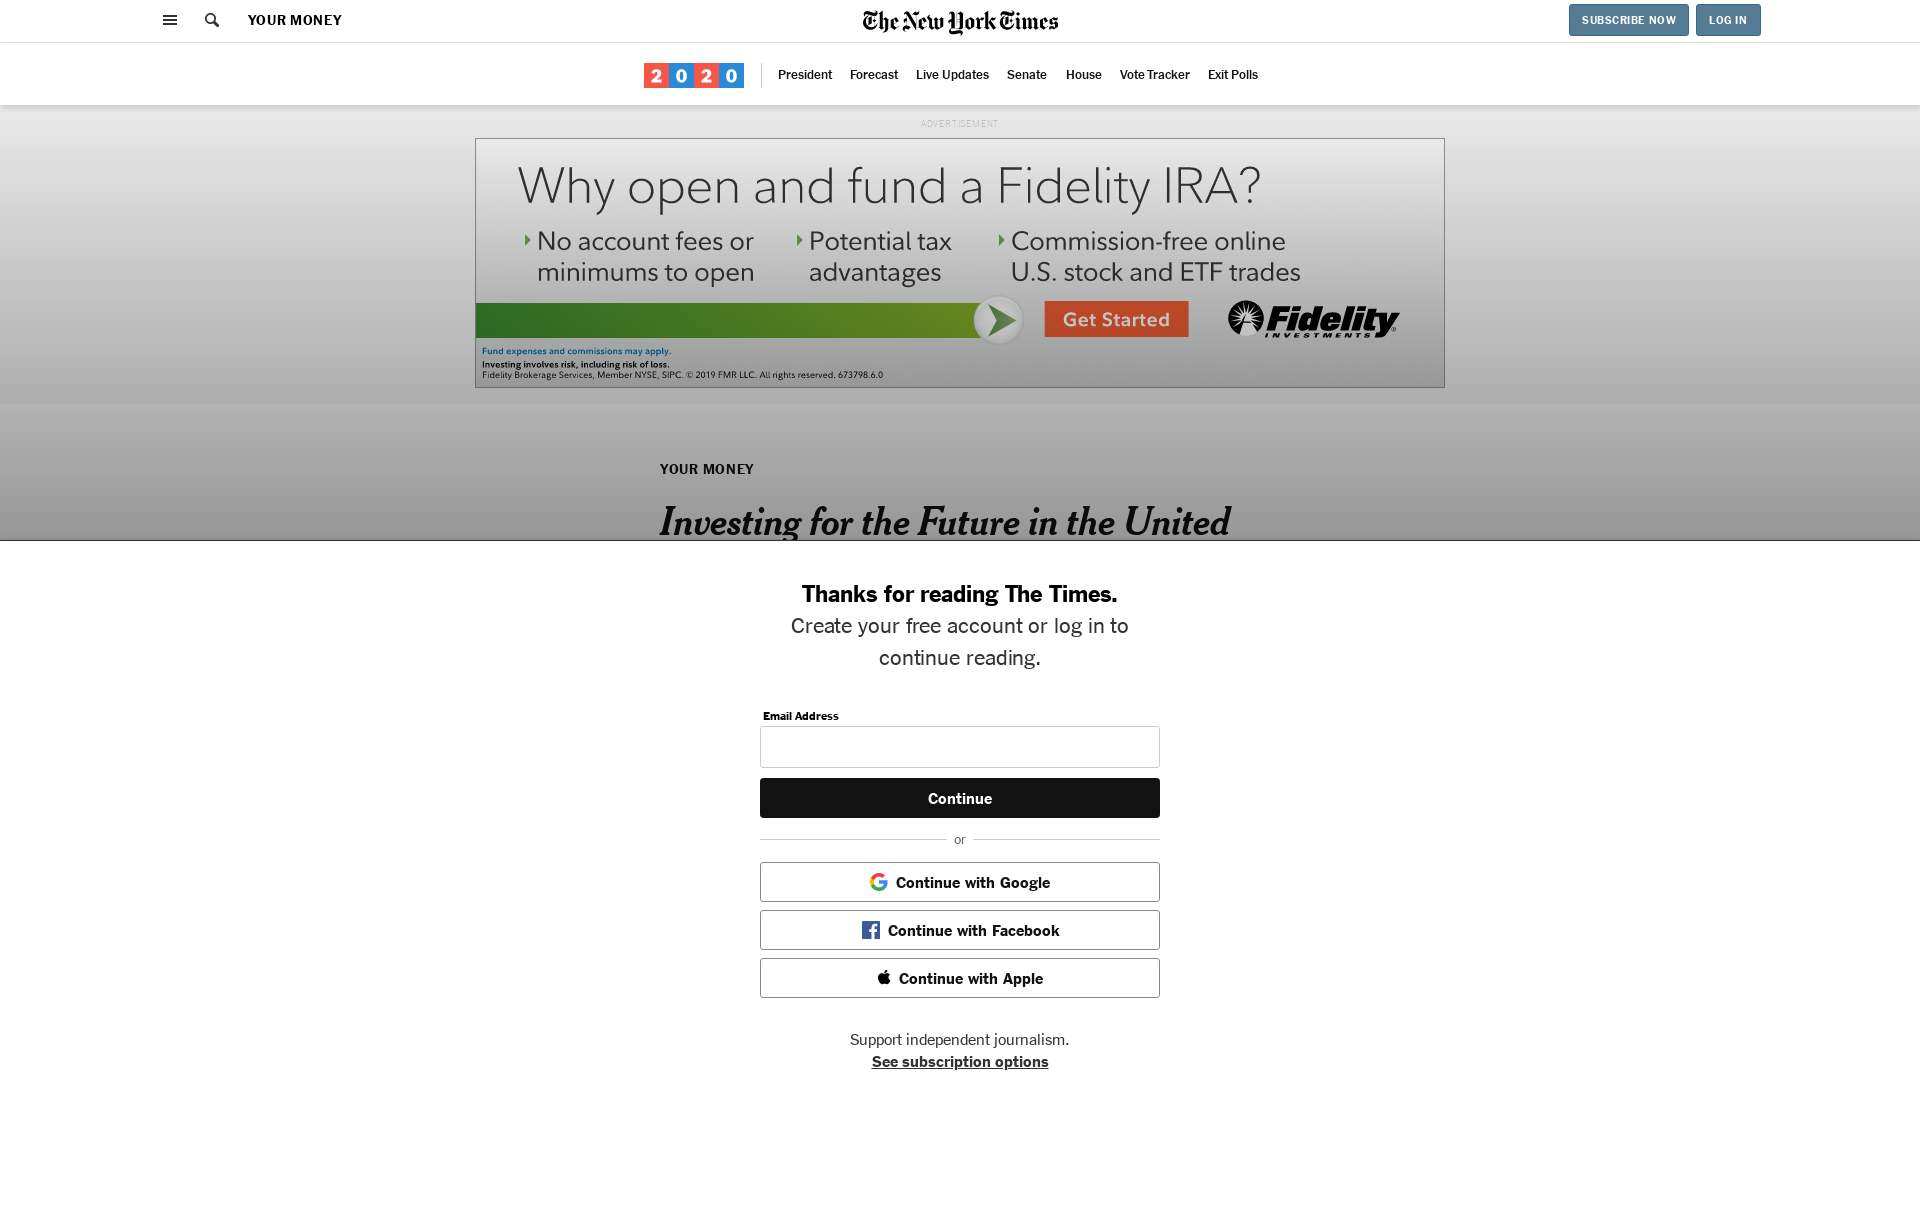 YOUR MONEY
The New York Times
SUBSCRIBE NOW
LOG IN
2020
President
Forecast
Live Updates
Senate
House
Vote Tracker
Exit Polls
ADVERTISEMENT
Why open and fund a Fidelity IRA?
No account fees or
minimums to open
Potential tax
advantages
Commission-free online
U.S. stock and ETF trades
Get Started
Fidelity
INVESTMENTS®
Fund expenses and commissions may apply.
Investing involves risk, including risk of loss.
Fidelity Brokerage Services, Member NYSE, SIPC. © 2019 FMR LLC. All rights reserved. 673798.6.0
YOUR MONEY
Investing for the Future in the United
Thanks for reading The Times.
Create your free account or log in to
continue reading.
Email Address
Continue
or
Continue with Google
Continue with Facebook
Continue with Apple
Support independent journalism.
See subscription options